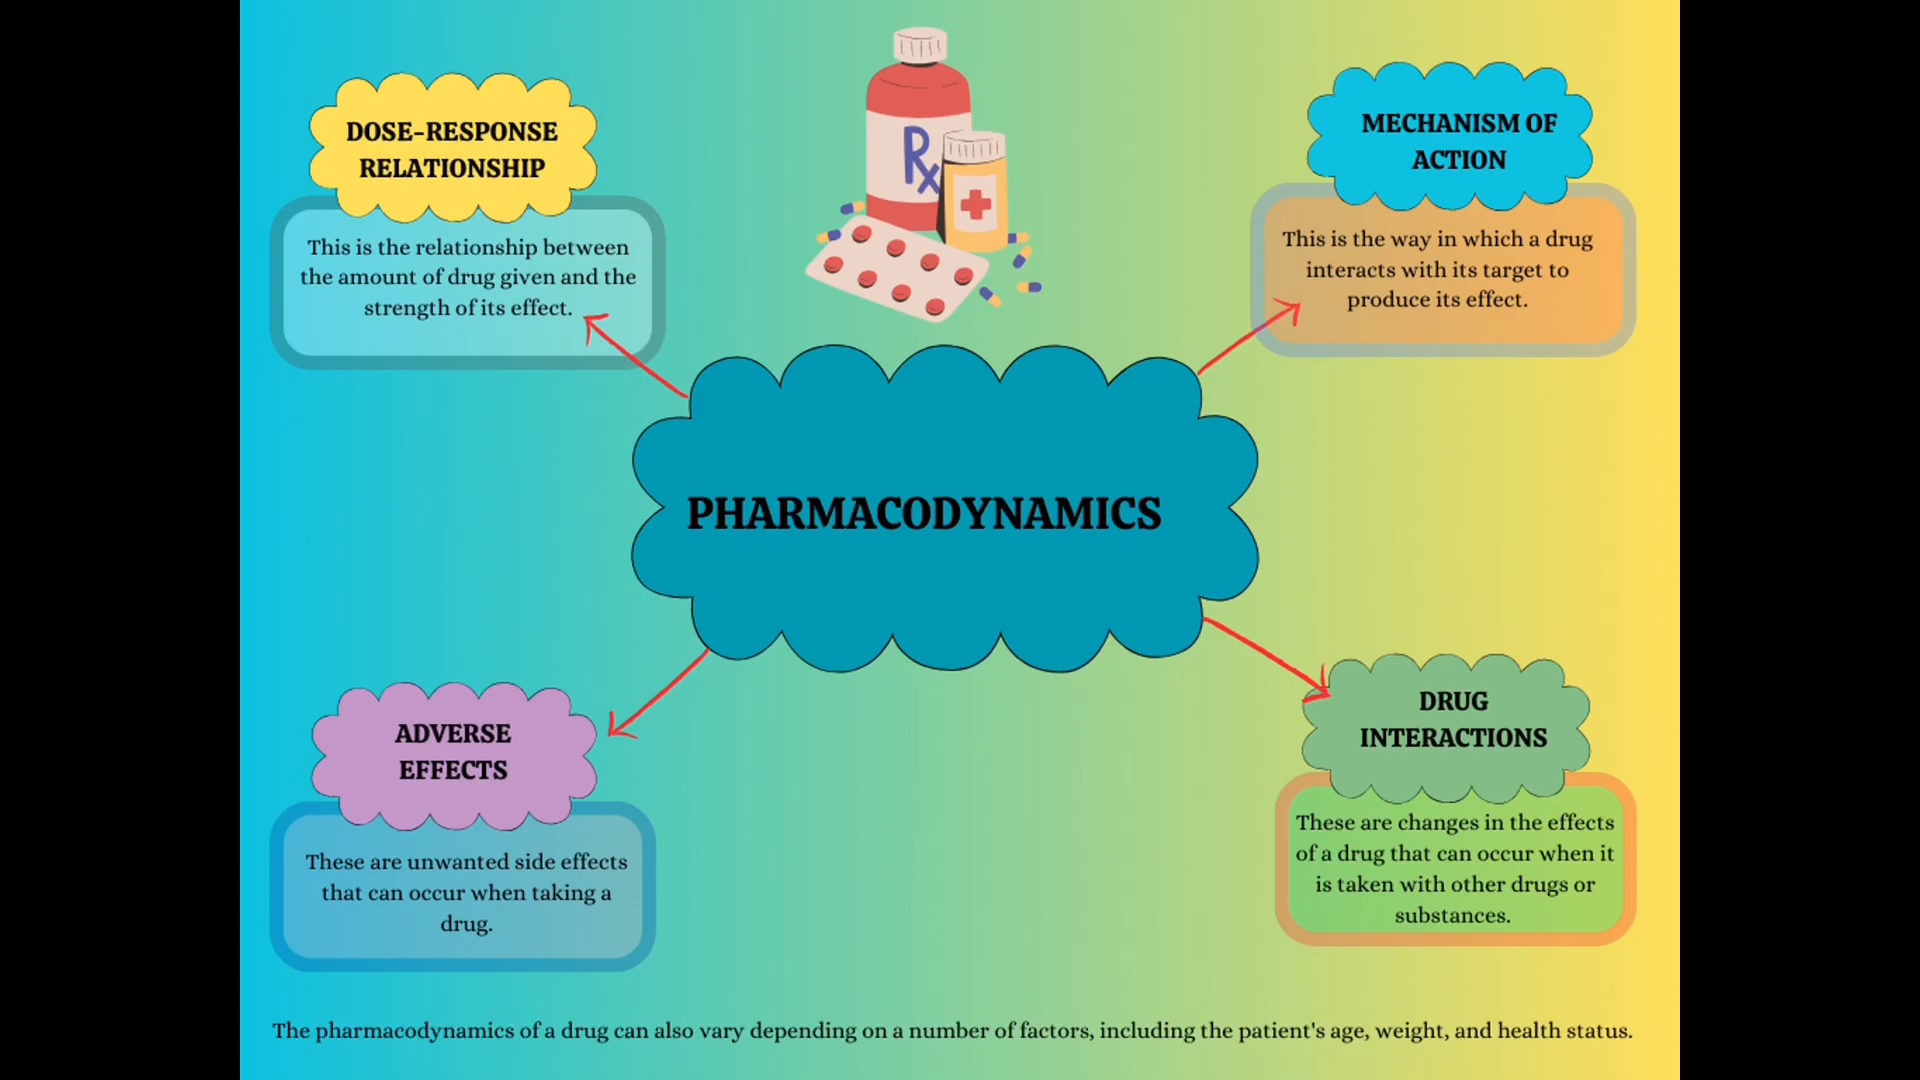 DOSE-RESPONSE
RELATIONSHIP
This is the relationship between
the amount of drug given and the
strength of its effect.
Rx
MECHANISM OF
ACTION
This is the way in which a drug
interacts with its target to
produce its effect.
PHARMACODYNAMICS
ADVERSE
EFFECTS
These are unwanted side effects
that can occur when taking a
drug.
DRUG
INTERACTIONS
These are changes in the effects
of a drug that can occur when it
is taken with other drugs or
substances.
The pharmacodynamics of a drug can also vary depending on a number of factors, including the patient's age, weight, and health status.